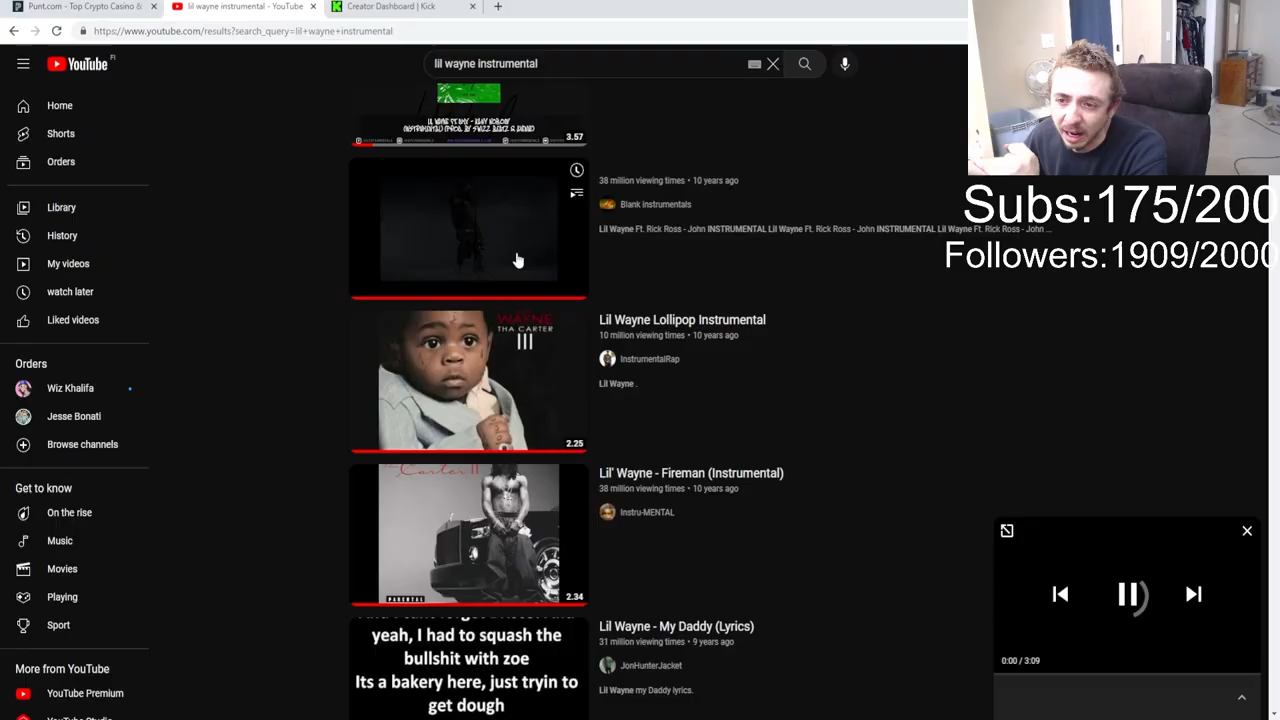 Punt.com - Top Crypto Casino &
lil wayne instrumental - YouTube
Creator Dashboard | Kick
https://www.youtube.com/results?search_query=lil+wayne+instrumental
YouTube FI
lil wayne instrumental
Home
Shorts
Orders
Library
History
My videos
watch later
Liked videos
Orders
Wiz Khalifa
Jesse Bonati
Browse channels
Get to know
On the rise
Music
Movies
Playing
Sport
More from YouTube
YouTube Premium
3.57
38 million viewing times • 10 years ago
Blank Instrumentals
Lil Wayne Ft. Rick Ross - John INSTRUMENTAL Lil Wayne Ft. Rick Ross - John INSTRUMENTAL Lil Wayne Ft. Rick Ross - John ...
WAYNE
THA CARTER
III
2.25
Lil Wayne Lollipop Instrumental
10 million viewing times • 10 years ago
InstrumentalRap
Lil Wayne .
Carter II
PARENTAL
2.34
Lil' Wayne - Fireman (Instrumental)
38 million viewing times • 10 years ago
Instru-MENTAL
yeah, I had to squash the
bullshit with zoe
Its a bakery here, just tryin to
get dough
Lil Wayne - My Daddy (Lyrics)
31 million viewing times • 9 years ago
JonHunterJacket
Lil Wayne my Daddy lyrics.
Subs:175/200
Followers:1909/2000
0:00 / 3:09